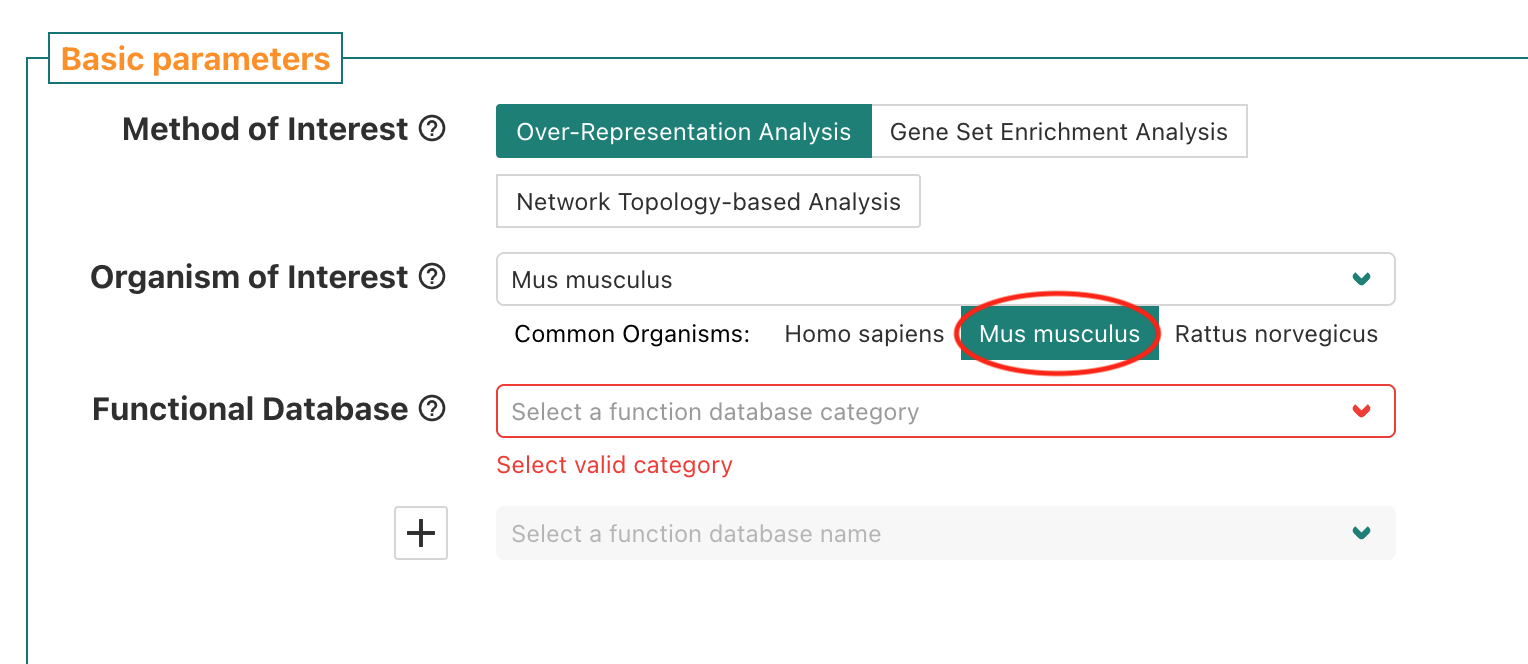 Basic parameters
Method of Interest
Over-Representation Analysis Gene Set Enrichment Analysis
Network Topology-based Analysis
Organism of Interest
Mus musculus
Common Organisms: Homo sapiens Mus musculus Rattus norvegicus
Functional Database
Select a function database category
Select valid category
Select a function database name